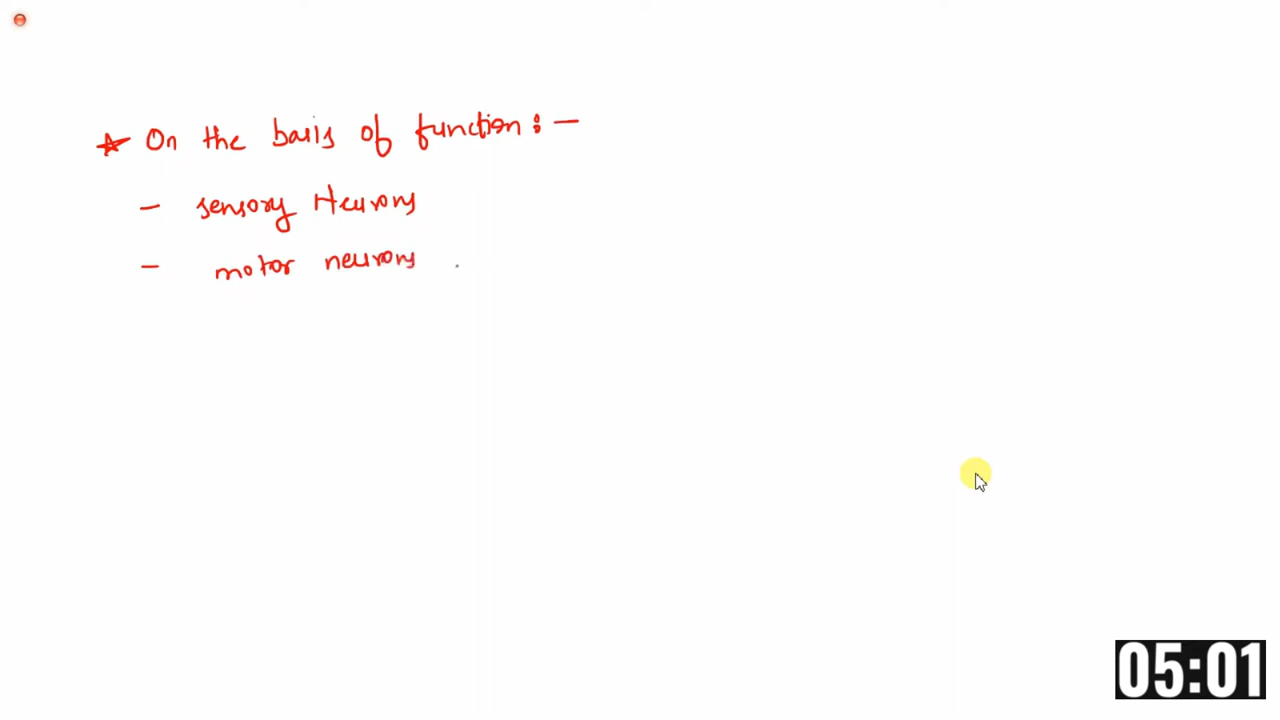 ★ On the basis of function:-
- sensory Neurons
- motor neurons
05:01